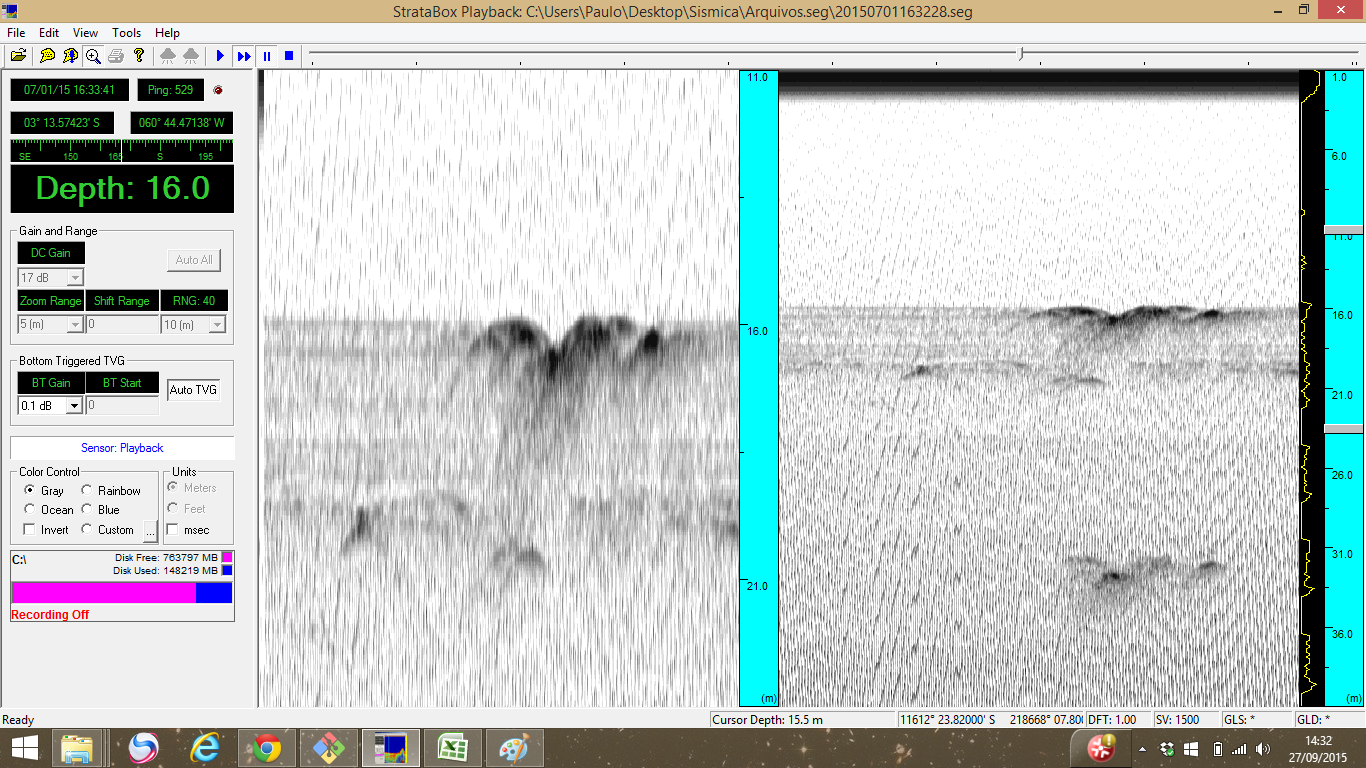 StrataBox Playback: C:\Users\Paulo\Desktop\Sismica\Arquivos.seg\20150701163228.seg
File Edit View Tools Help
07/01/15 16:33:41 Ping: 529
03° 13.57423' S 060° 44.47138' W
SE 150 165 S 195
Depth: 16.0
Gain and Range
DC Gain
Auto All
17 dB
Zoom Range Shift Range RNG: 40
5 (m) 0 10 (m)
Bottom Triggered TVG
BT Gain BT Start
Auto TVG
0.1 dB 0
Sensor: Playback
Color Control
Gray Rainbow
Ocean Blue
Invert Custom ...
Units
Meters
Feet
msec
C:\
Disk Free: 763797 MB
Disk Used: 148219 MB
Recording Off
11.0
16.0
21.0
(m)
1.0
6.0
11.0
16.0
21.0
26.0
31.0
36.0
(m)
Ready Cursor Depth: 15.5 m 11612° 23.82000' S 218668° 07.80 DFT: 1.00 SV: 1500 GLS: * GLD: *
14:32
27/09/2015